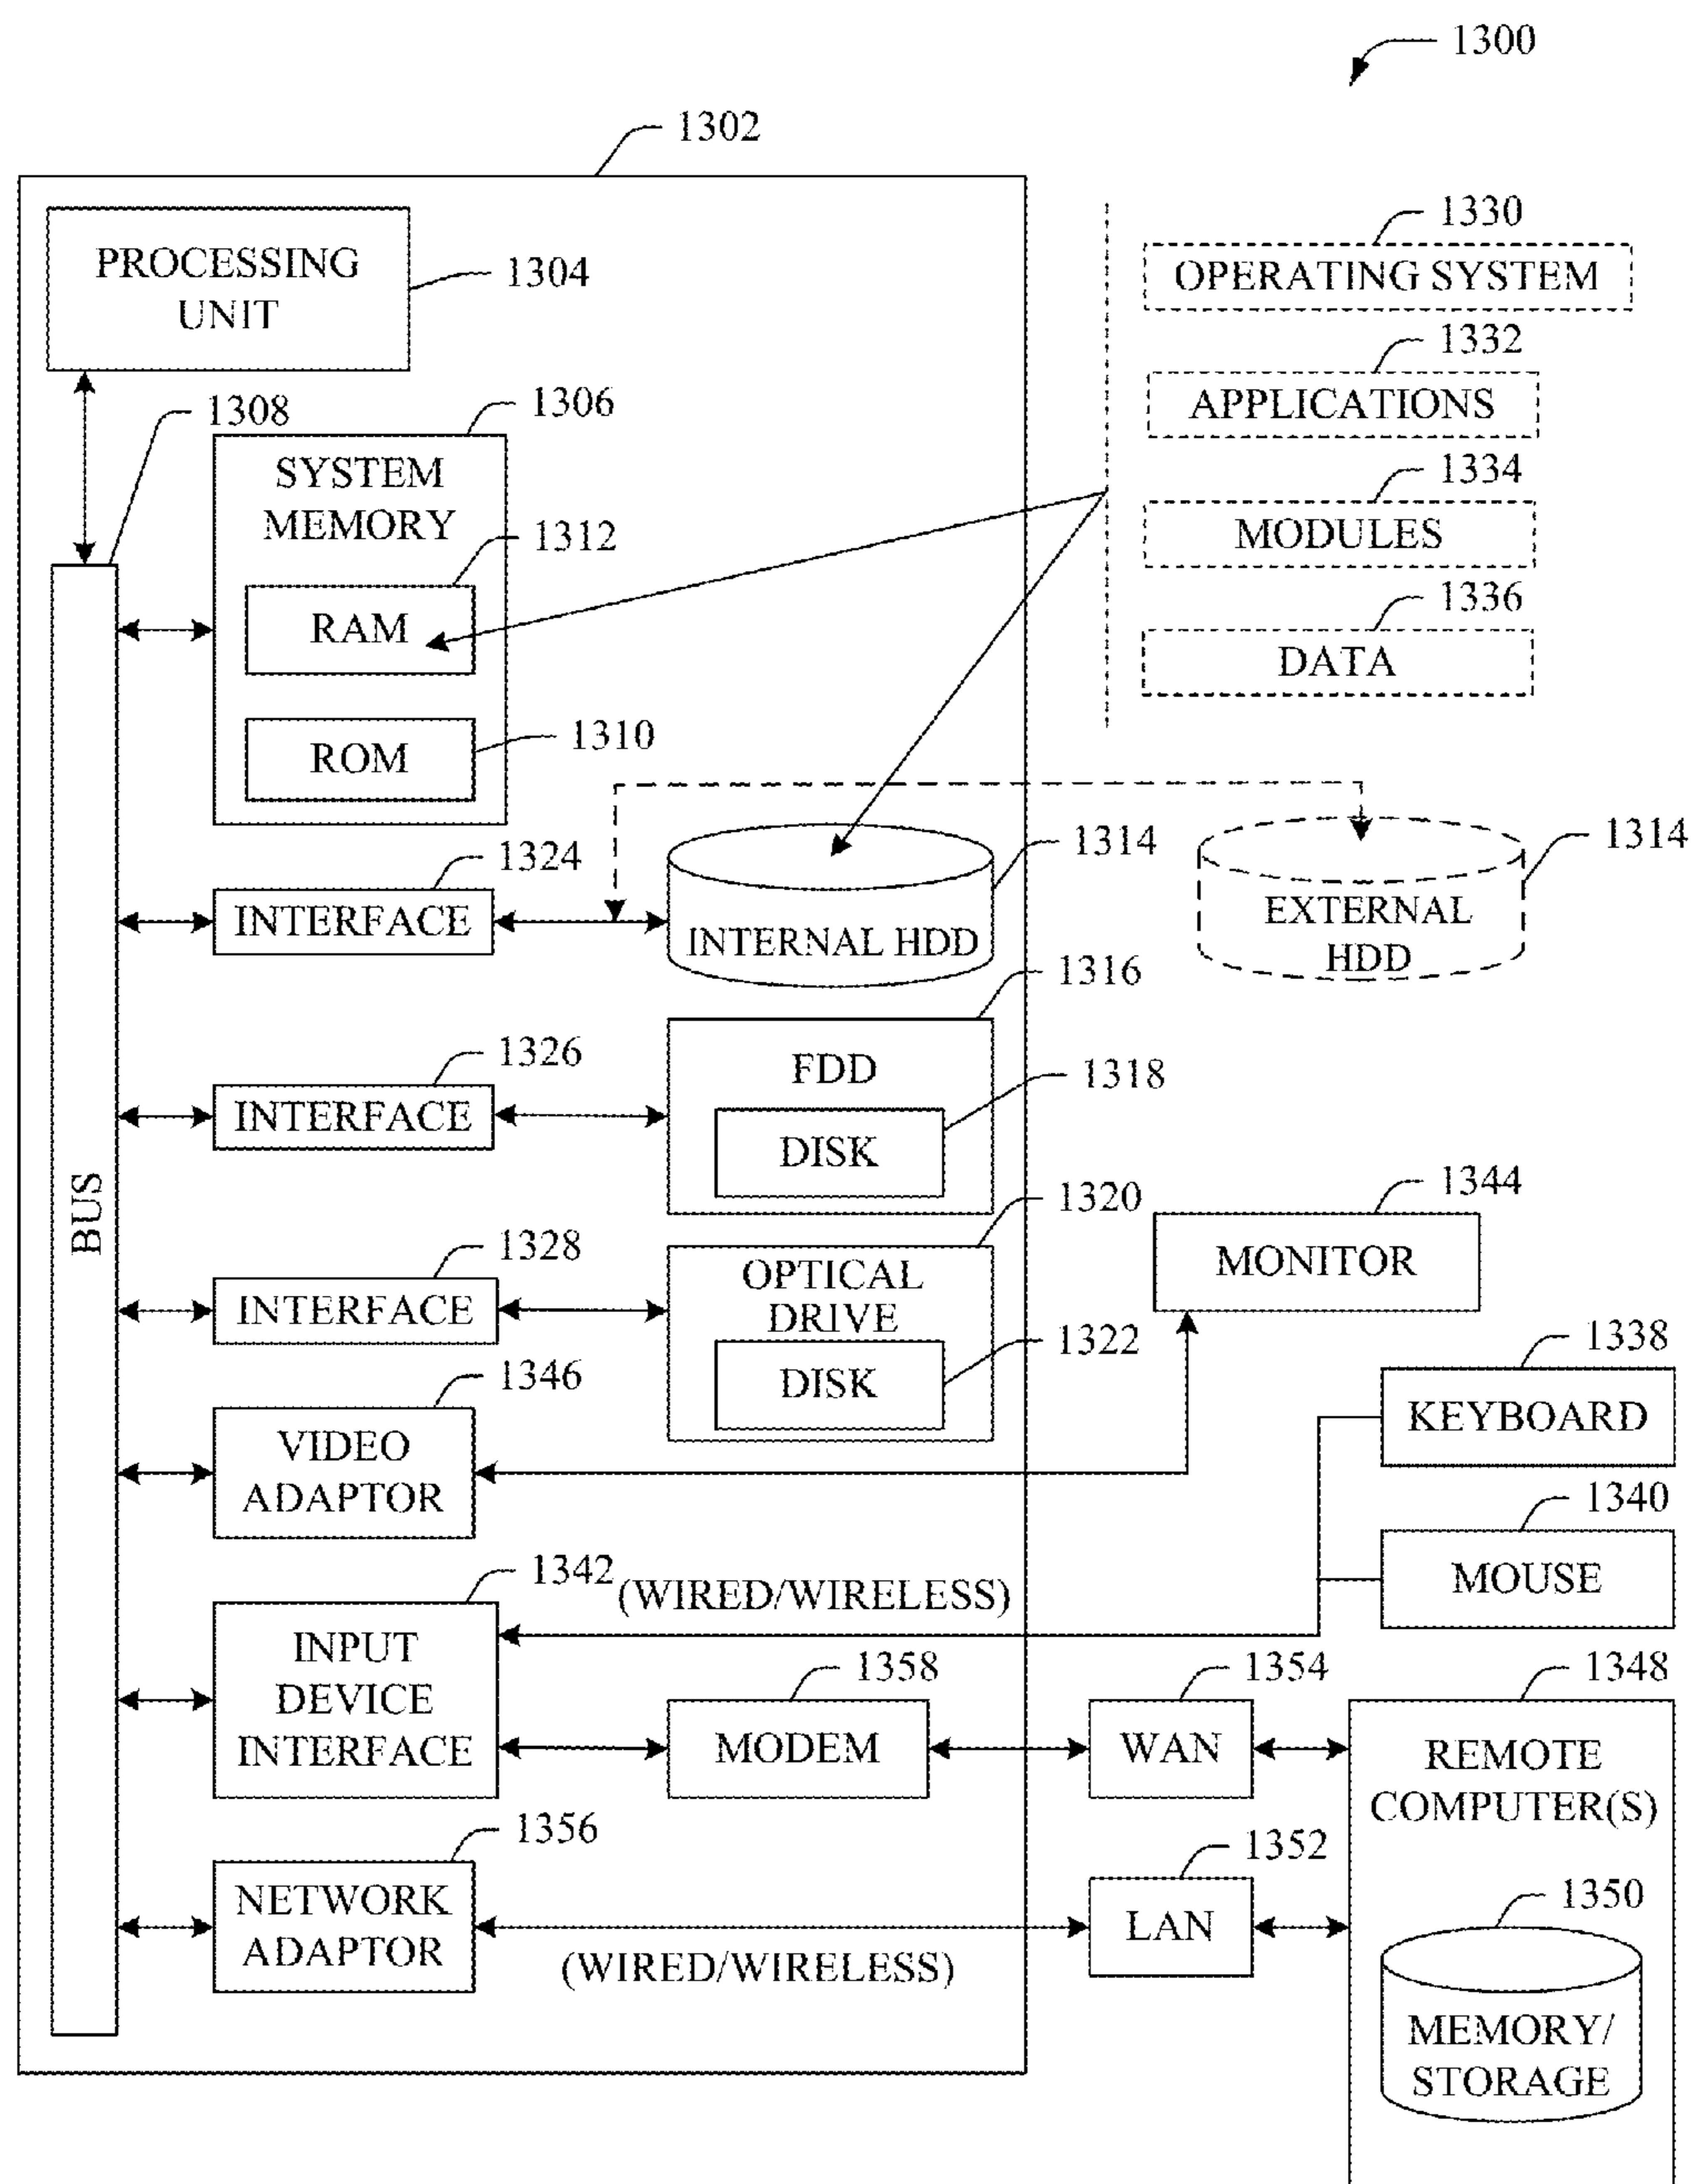 1300
1302
PROCESSING
UNIT
1304
1330
OPERATING SYSTEM
1332
APPLICATIONS
1334
MODULES
1336
DATA
1308
1306
SYSTEM
MEMORY
1312
RAM
ROM
1310
1324
INTERFACE
1314
INTERNAL HDD
1314
EXTERNAL
HDD
1326
INTERFACE
1316
FDD
1318
DISK
BUS
1328
INTERFACE
1320
OPTICAL
DRIVE
1322
DISK
1344
MONITOR
1346
VIDEO
ADAPTOR
1338
KEYBOARD
1340
MOUSE
1342
(WIRED/WIRELESS)
INPUT
DEVICE
INTERFACE
1358
MODEM
1354
WAN
1348
REMOTE
COMPUTER(S)
1356
NETWORK
ADAPTOR
(WIRED/WIRELESS)
1352
LAN
1350
MEMORY/
STORAGE